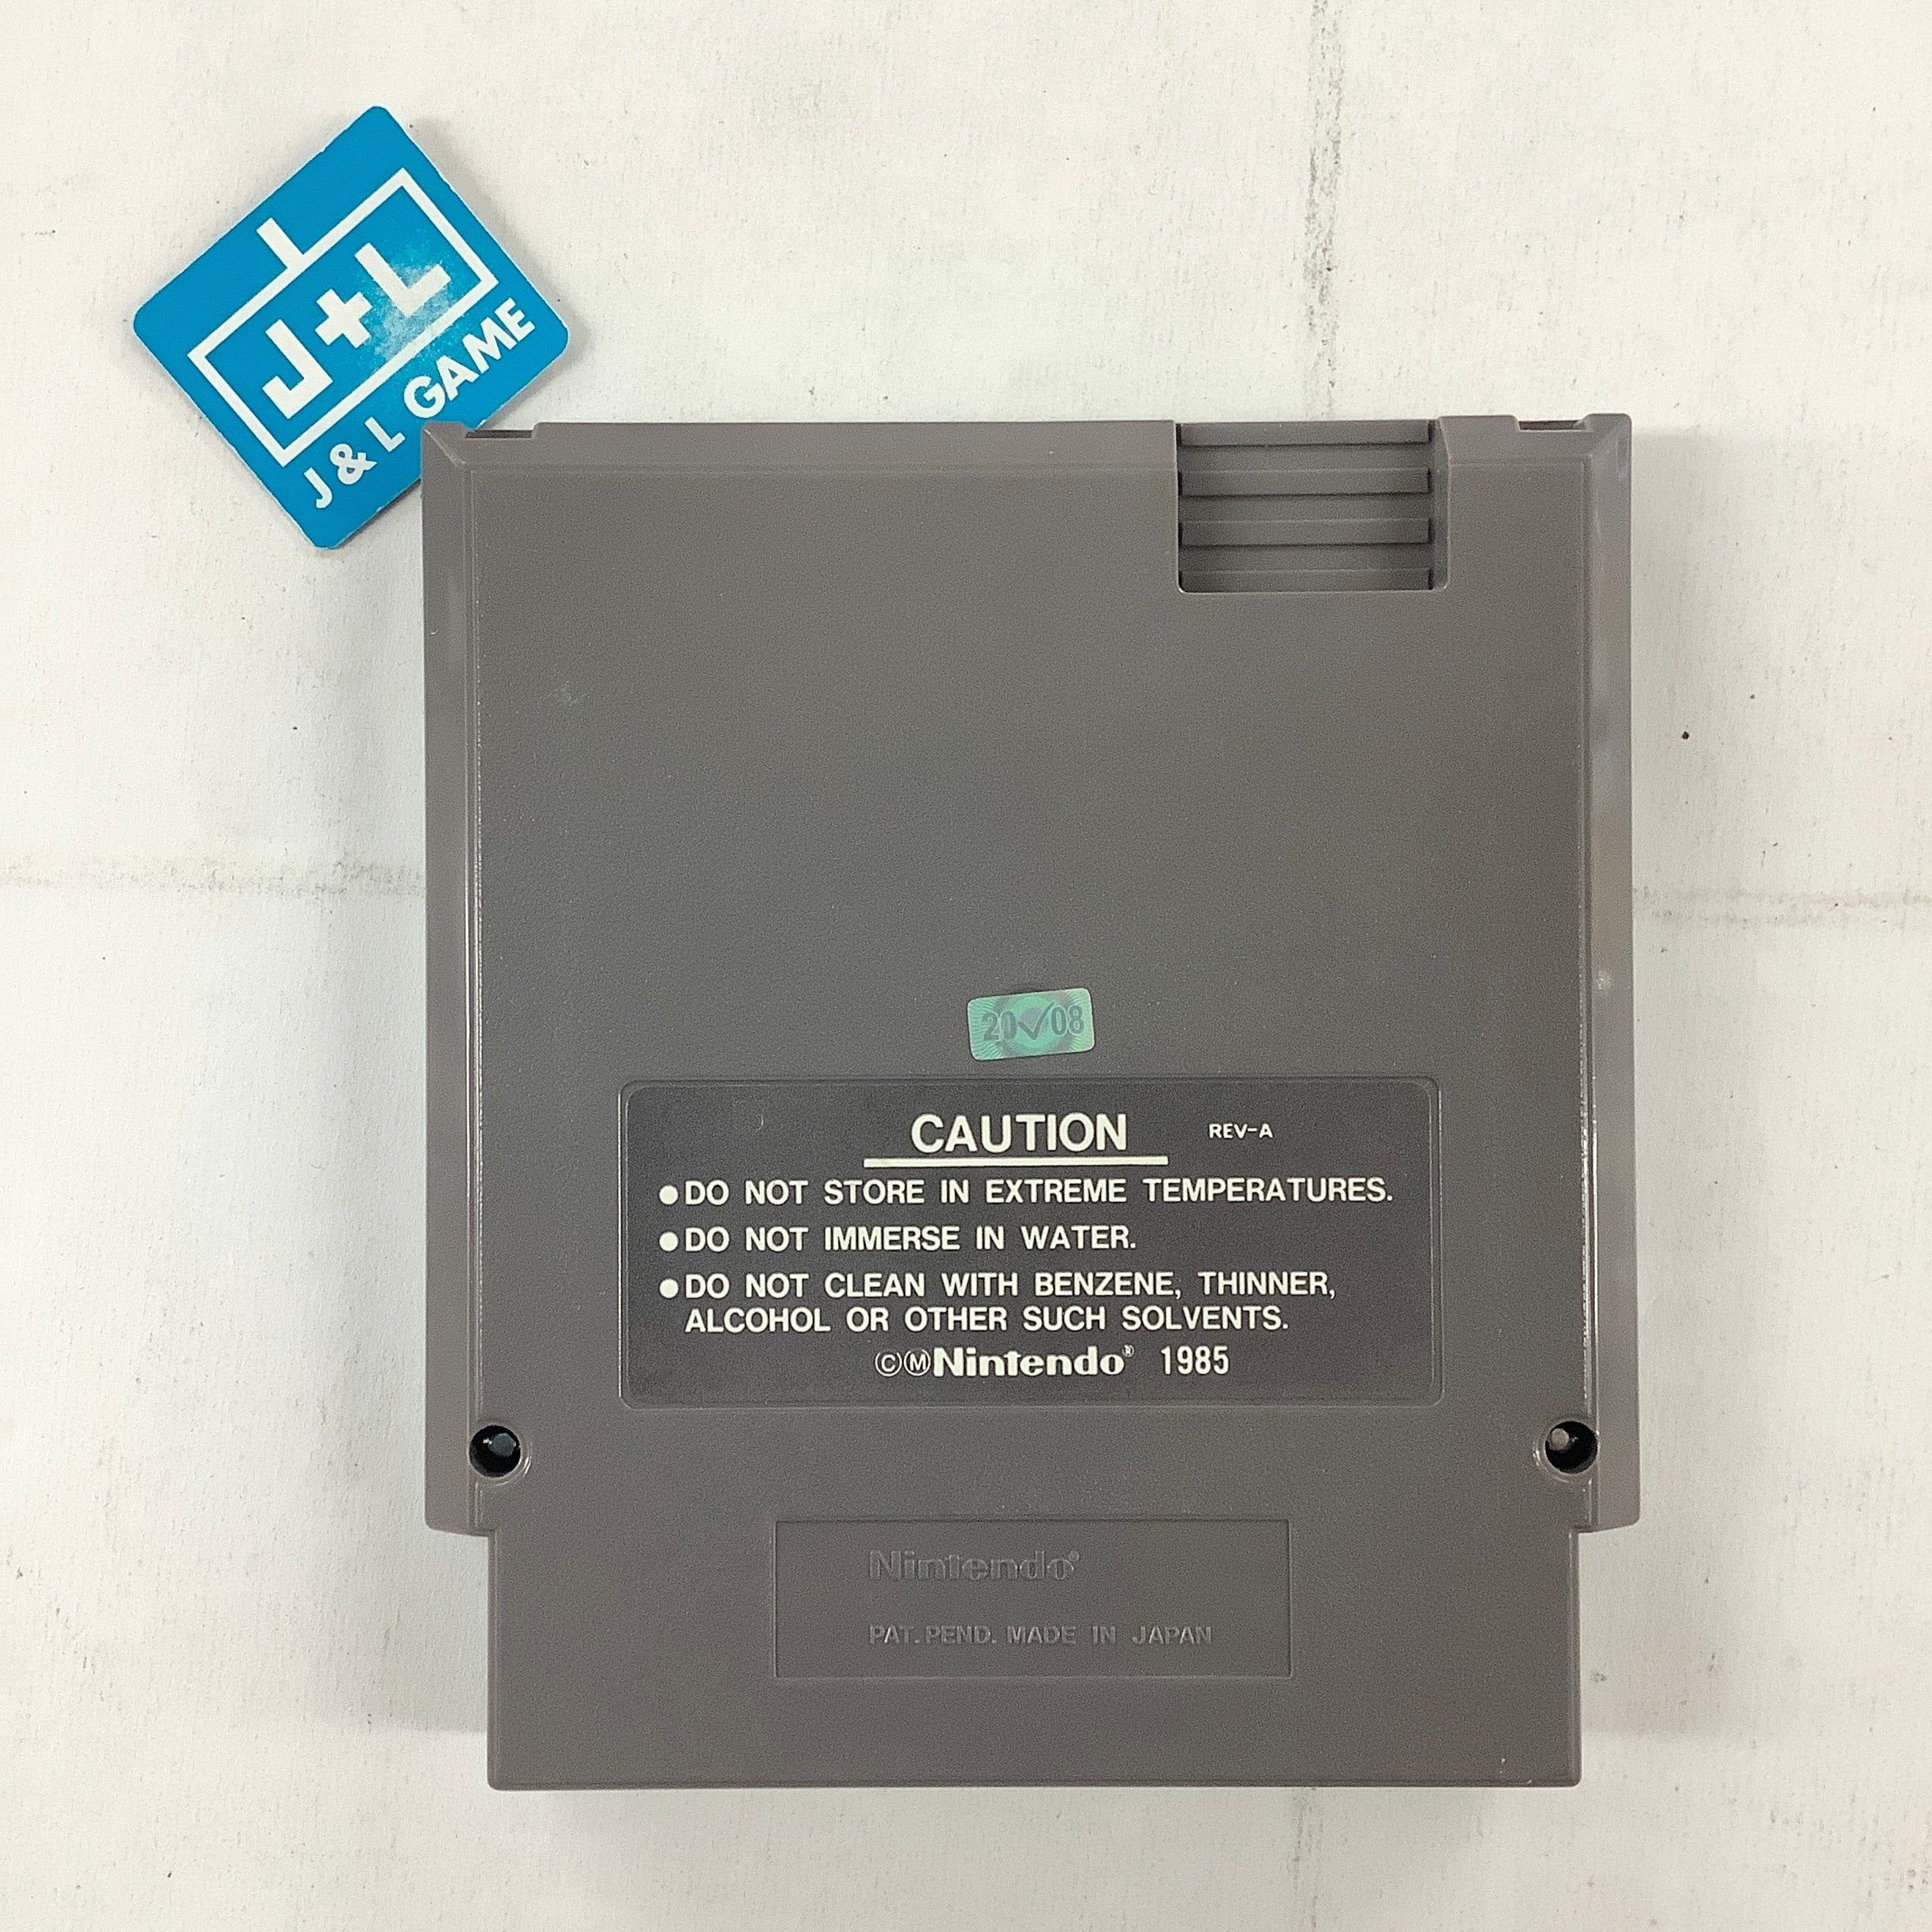 J+L
J & L GAME
20✓08
CAUTION REV-A
●DO NOT STORE IN EXTREME TEMPERATURES.
●DO NOT IMMERSE IN WATER.
●DO NOT CLEAN WITH BENZENE, THINNER,
ALCOHOL OR OTHER SUCH SOLVENTS.
©ⓂNintendo® 1985
Nintendo®
PAT. PEND. MADE IN JAPAN